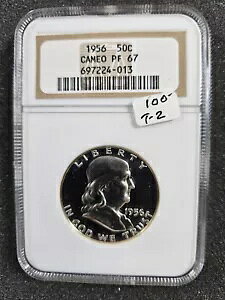 1956 50C
CAMEO PF 67
697224-013
100-
T-2
LIBERTY
1956
IN GOD WE TRUST